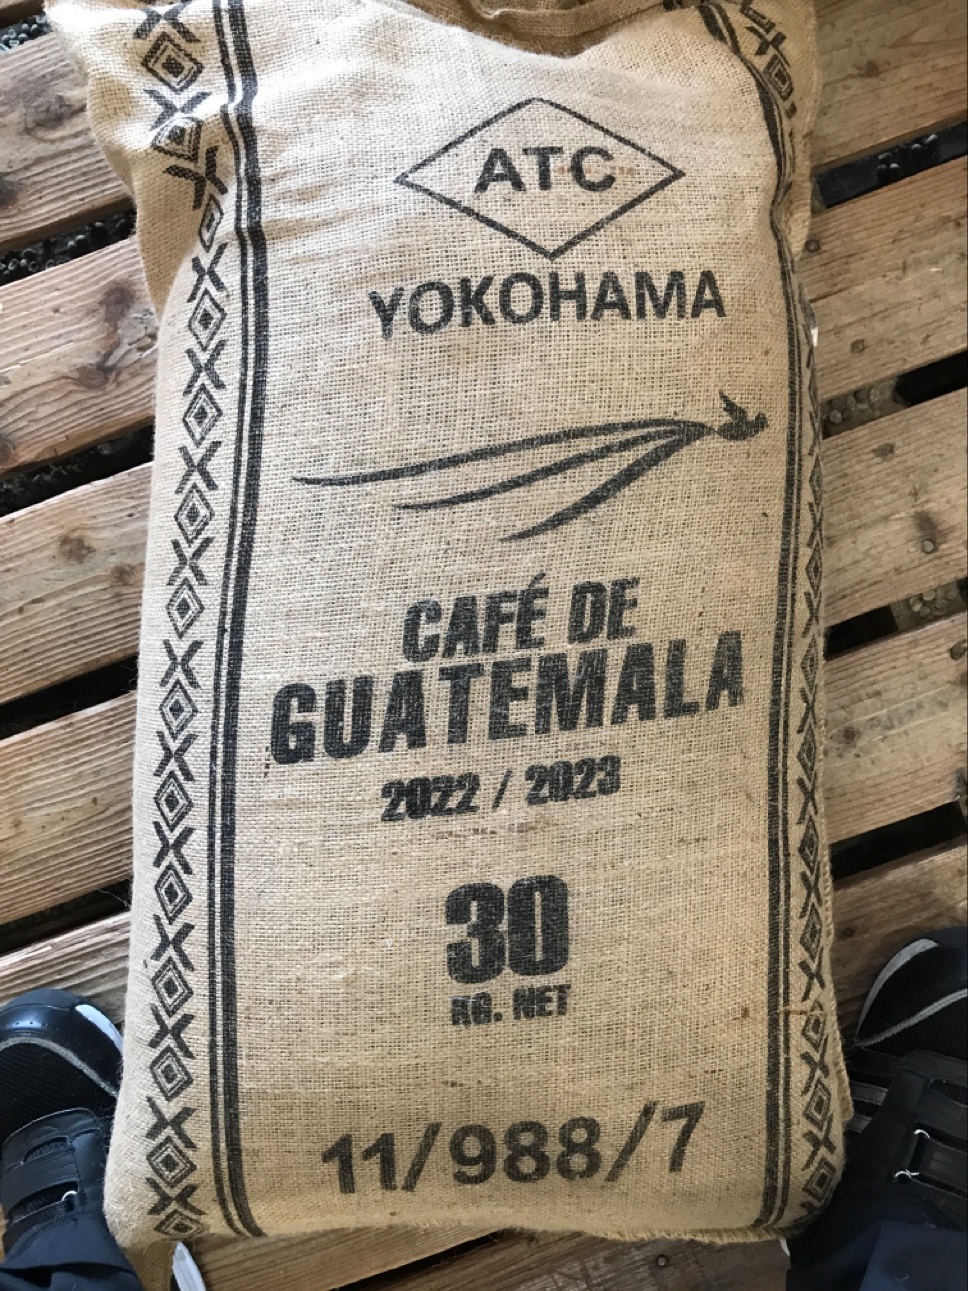 ATC
YOKOHAMA
CAFÉ DE
GUATEMALA
2022 / 2023
30
KG. NET
11/988/7